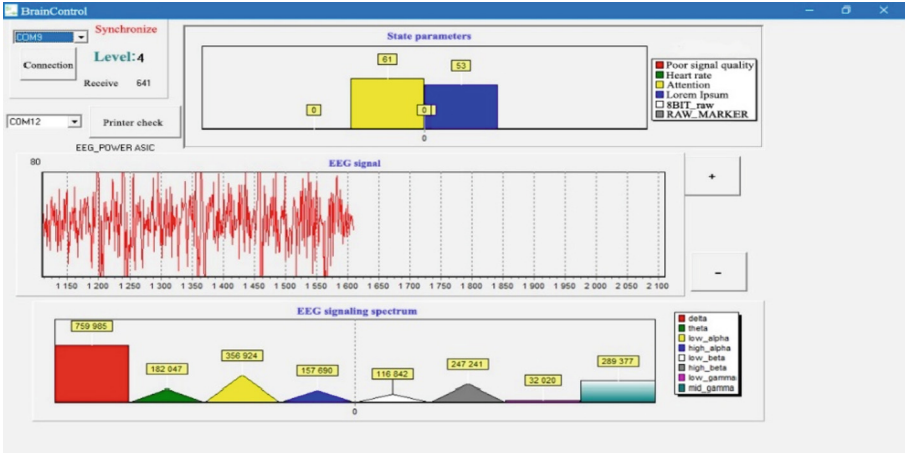 BrainControl
COM9
Synchronize
Connection
Level:4
Receive 641
COM12
Printer check
EEG_POWER ASIC
State parameters
61
53
0
0
0
Poor signal quality
Heart rate
Attention
Lorem Ipsum
8BIT_raw
RAW_MARKER
80
EEG signal
1 150 1 200 1 250 1 300 1 350 1 400 1 450 1 500 1 550 1 600 1 650 1 700 1 750 1 800 1 850 1 900 1 950 2 000 2 050 2 100
+
-
EEG signaling spectrum
759 985
182 047
356 924
157 690
116 842
247 241
32 020
289 377
0
delta
theta
low_alpha
high_alpha
low_beta
high_beta
low_gamma
mid_gamma